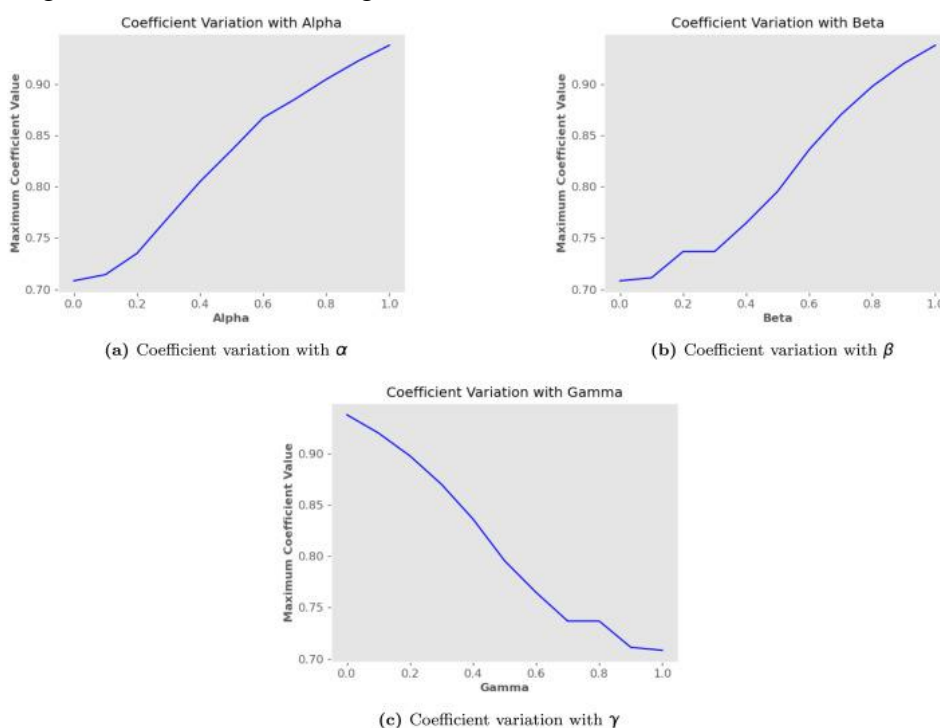 Coefficient Variation with Alpha
Maximum Coefficient Value
0.90
0.85
0.80
0.75
0.70
0.0 0.2 0.4 0.6 0.8 1.0
Alpha
(a) Coefficient variation with α
Coefficient Variation with Beta
Maximum Coefficient Value
0.90
0.85
0.80
0.75
0.70
0.0 0.2 0.4 0.6 0.8 1.0
Beta
(b) Coefficient variation with β
Coefficient Variation with Gamma
Maximum Coefficient Value
0.90
0.85
0.80
0.75
0.70
0.0 0.2 0.4 0.6 0.8 1.0
Gamma
(c) Coefficient variation with γ